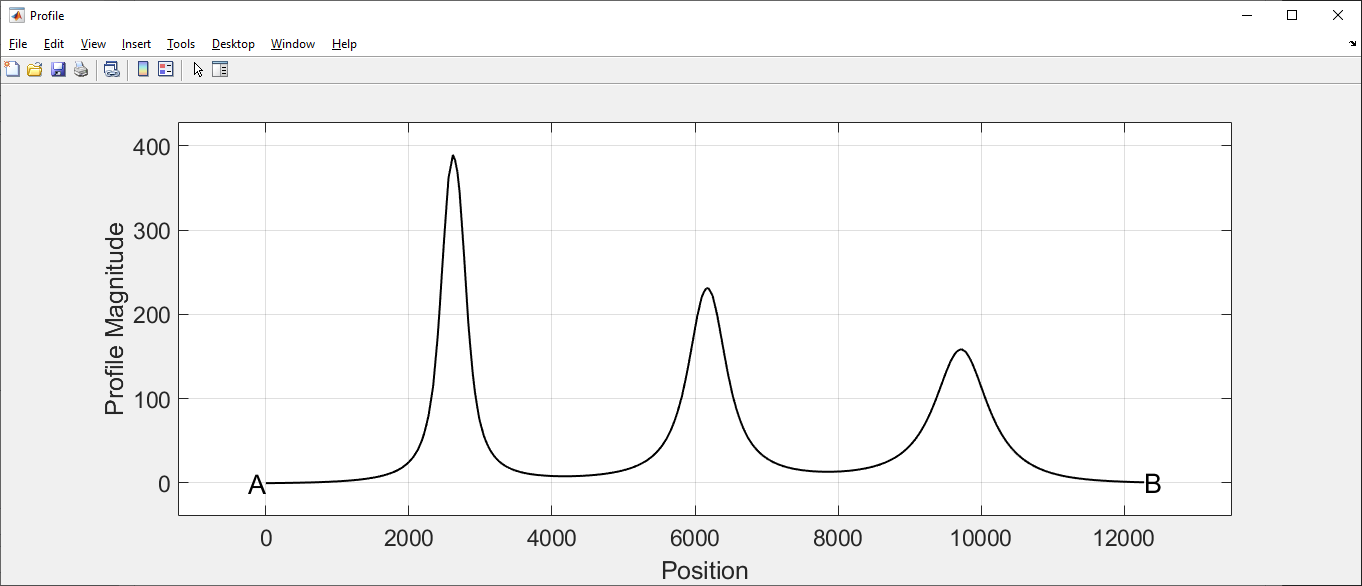 Profile
File Edit View Insert Tools Desktop Window Help
400
300
200
100
0
Profile Magnitude
A
B
0 2000 4000 6000 8000 10000 12000
Position